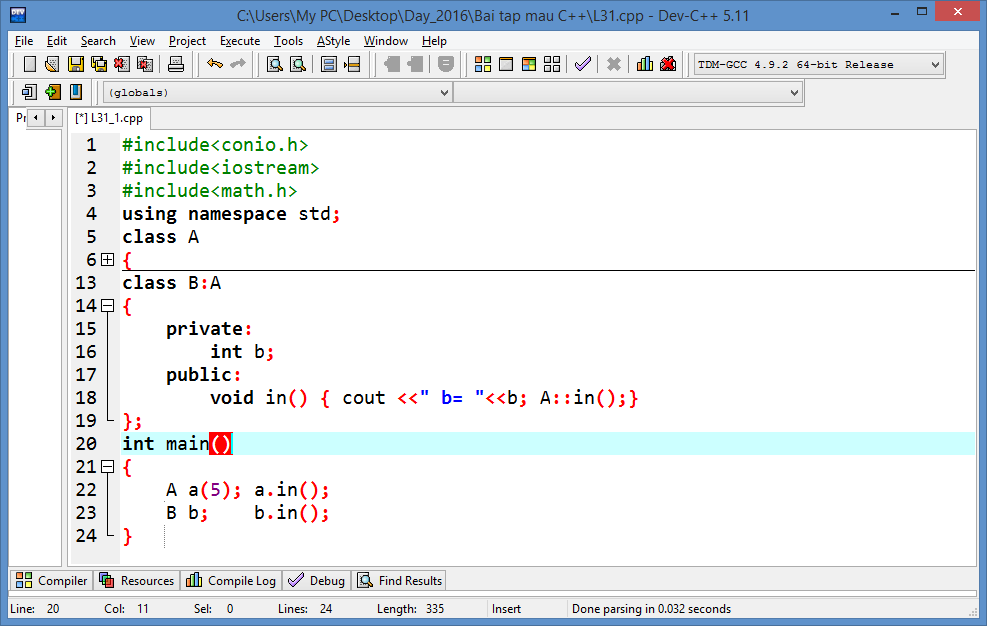 C:\Users\My PC\Desktop\Day_2016\Bai tap mau C++\L31.cpp - Dev-C++ 5.11
File Edit Search View Project Execute Tools AStyle Window Help
TDM-GCC 4.9.2 64-bit Release
(globals)
[*] L31_1.cpp
1 #include<conio.h>
2 #include<iostream>
3 #include<math.h>
4 using namespace std;
5 class A
6 {
13 class B:A
14 {
15 private:
16 int b;
17 public:
18 void in() { cout <<" b= "<<b; A::in();}
19 };
20 int main()
21 {
22 A a(5); a.in();
23 B b; b.in();
24 }
Compiler Resources Compile Log Debug Find Results
Line: 20 Col: 11 Sel: 0 Lines: 24 Length: 335 Insert Done parsing in 0.032 seconds